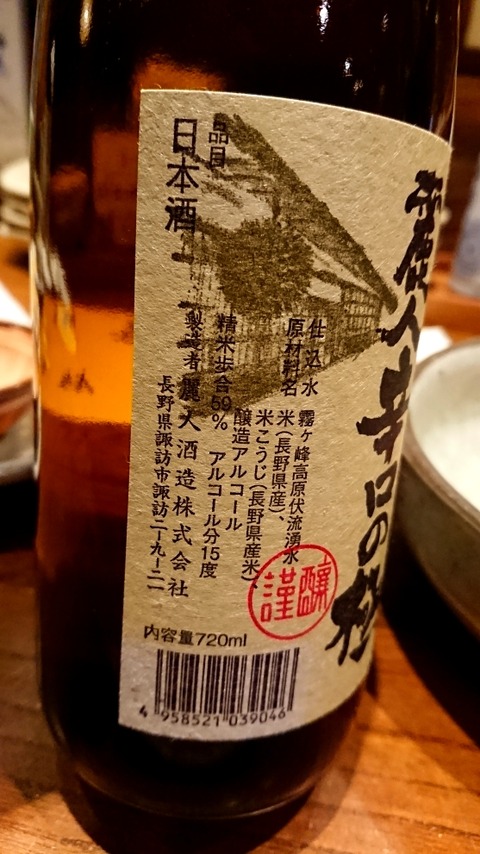 麗人辛口の極
仕込水 霧ヶ峰高原伏流湧水
原材料名 米(長野県産)、
米こうじ(長野県産米)、
醸造アルコール
精米歩合59% アルコール分15度
品目
日本酒
製造者 麗人酒造株式会社
長野県諏訪市諏訪二−九−二一
謹醸
内容量720ml
4 958521 039046